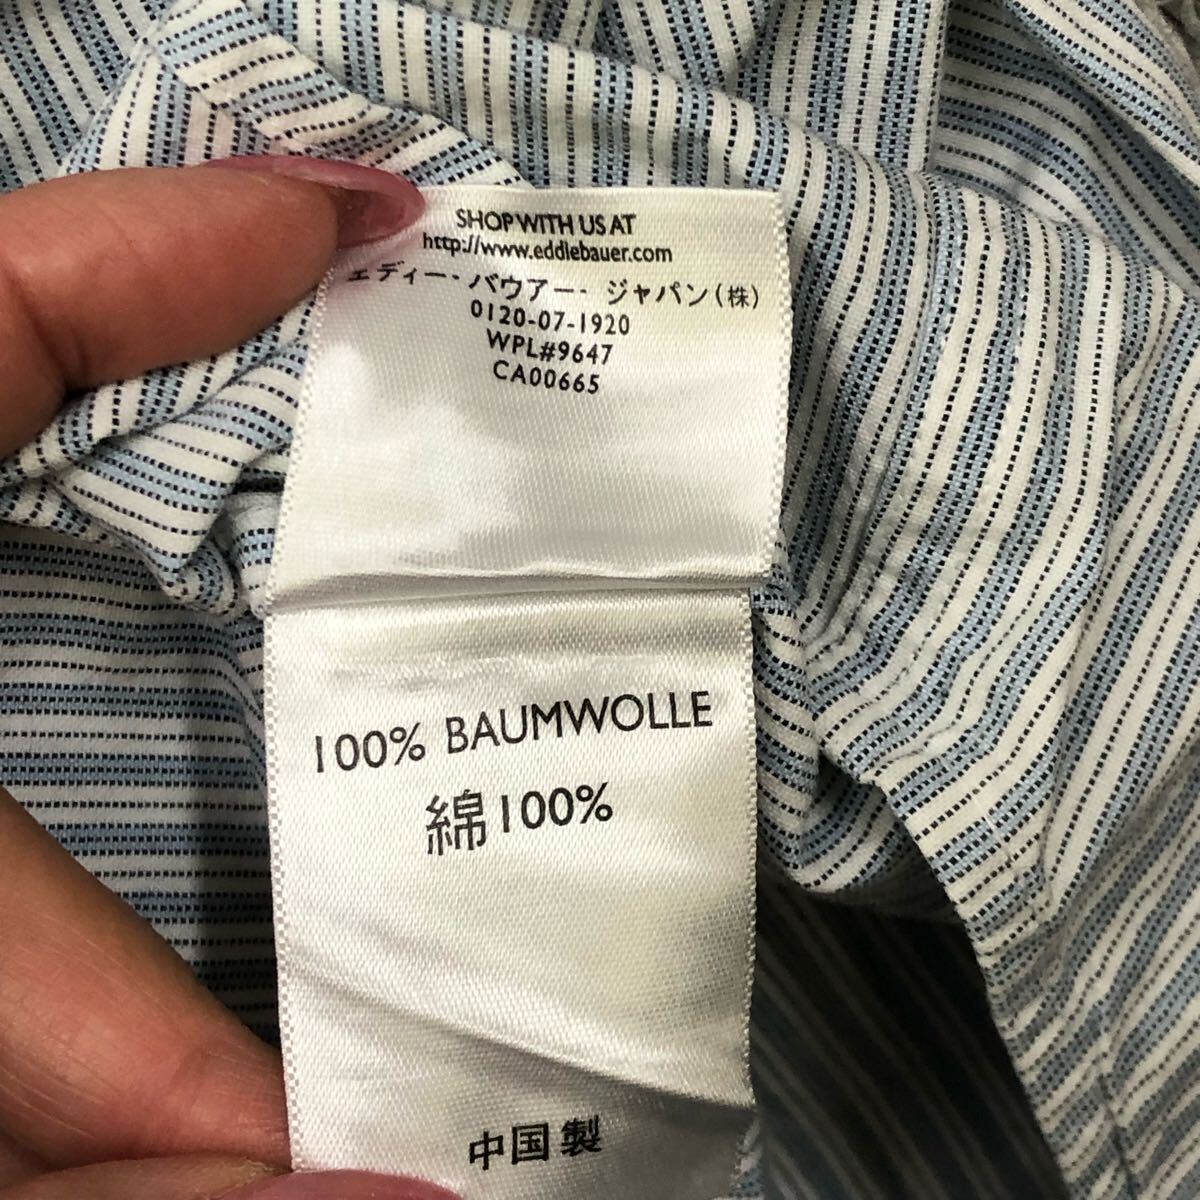 SHOP WITH US AT
http://www.eddiebauer.com
エディー・バウアー・ジャパン(株)
0120-07-1920
WPL#9647
CA00665
100% BAUMWOLLE
綿100%
中国製